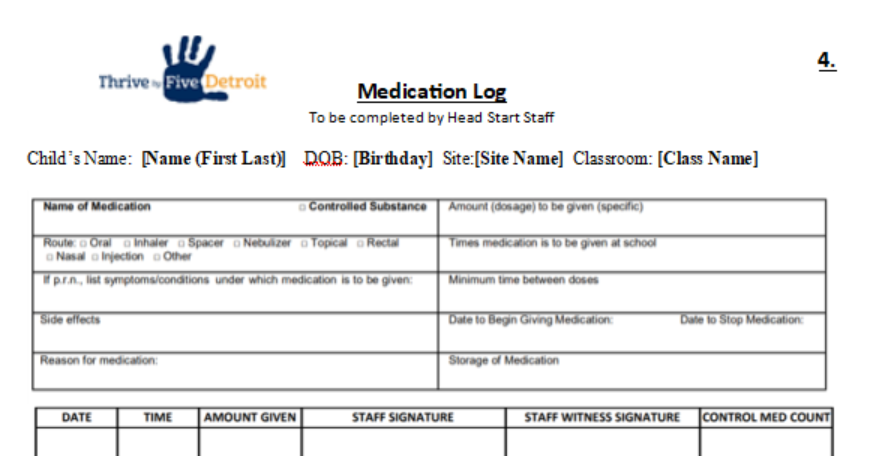 4.
Thrive by Five Detroit
Medication Log
To be completed by Head Start Staff
Child's Name: [Name (First Last)] DOB: [Birthday] Site:[Site Name] Classroom: [Class Name]
Name of Medication □ Controlled Substance
Amount (dosage) to be given (specific)
Route: □ Oral □ Inhaler □ Spacer □ Nebulizer □ Topical □ Rectal
□ Nasal □ Injection □ Other
Times medication is to be given at school
If p.r.n., list symptoms/conditions under which medication is to be given:
Minimum time between doses
Side effects
Date to Begin Giving Medication: Date to Stop Medication:
Reason for medication:
Storage of Medication
DATE TIME AMOUNT GIVEN STAFF SIGNATURE STAFF WITNESS SIGNATURE CONTROL MED COUNT